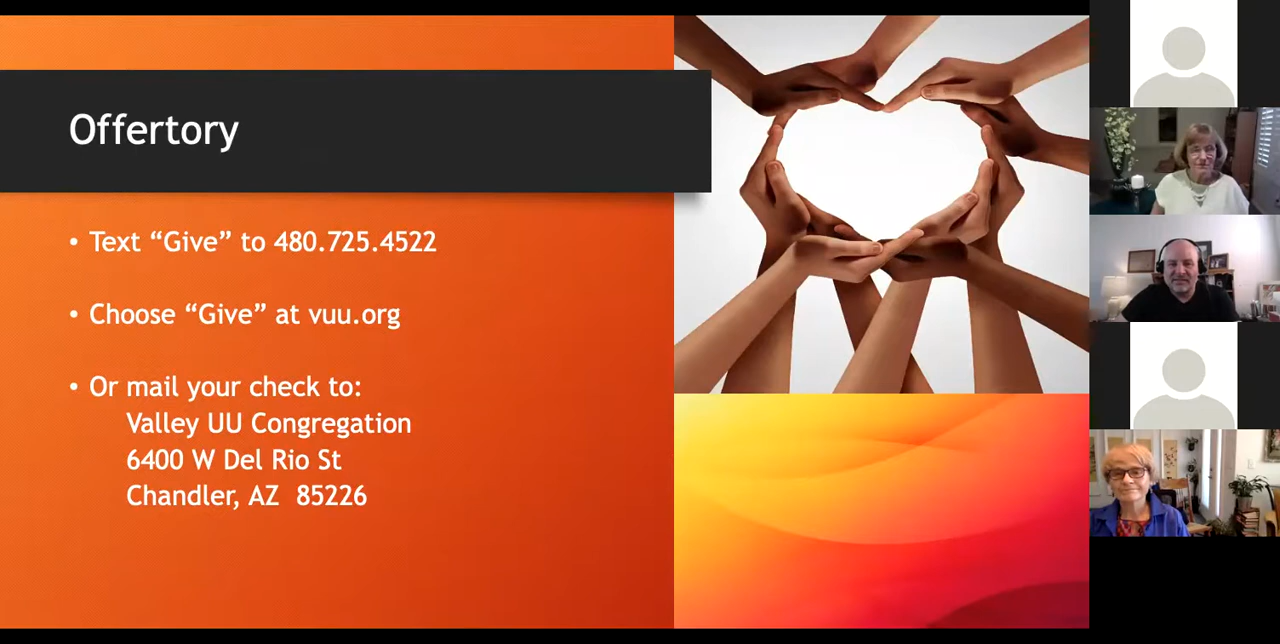 Offertory
• Text “Give” to 480.725.4522
• Choose “Give” at vuu.org
• Or mail your check to:
Valley UU Congregation
6400 W Del Rio St
Chandler, AZ  85226